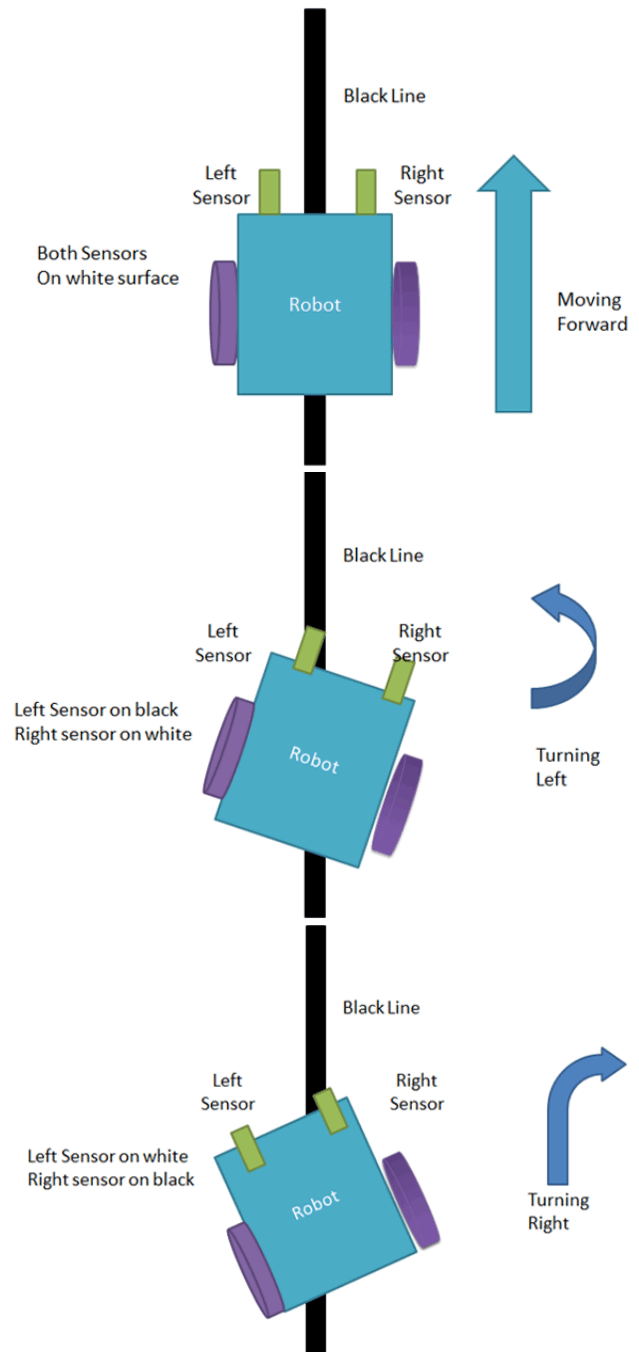 Black Line
Left
Sensor
Right
Sensor
Both Sensors
On white surface
Robot
Moving
Forward
Black Line
Left
Sensor
Right
Sensor
Left Sensor on black
Right sensor on white
Robot
Turning
Left
Black Line
Left
Sensor
Right
Sensor
Left Sensor on white
Right sensor on black
Robot
Turning
Right